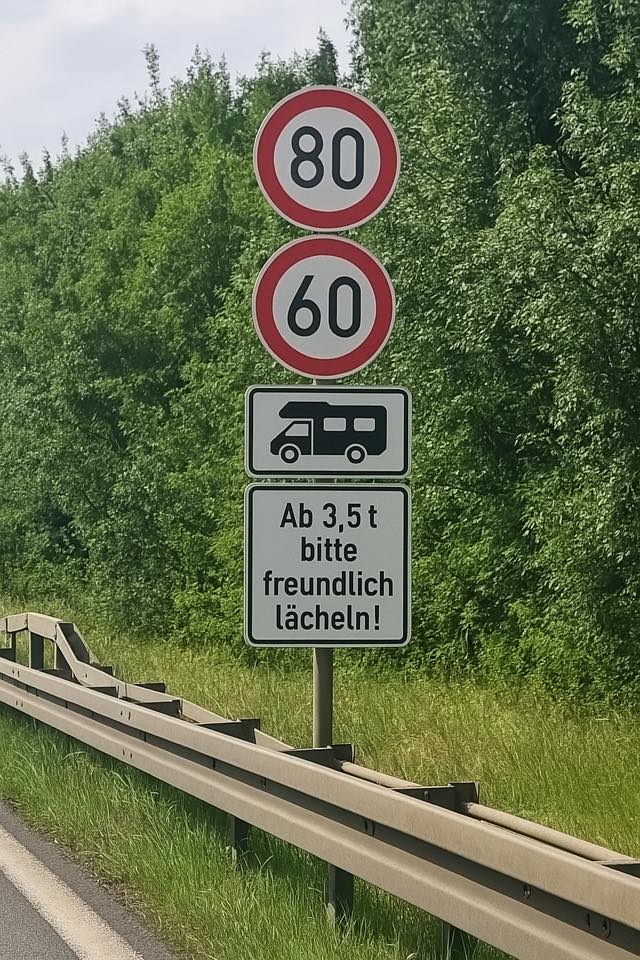 80
60
Ab 3,5 t
bitte
freundlich
lächeln!